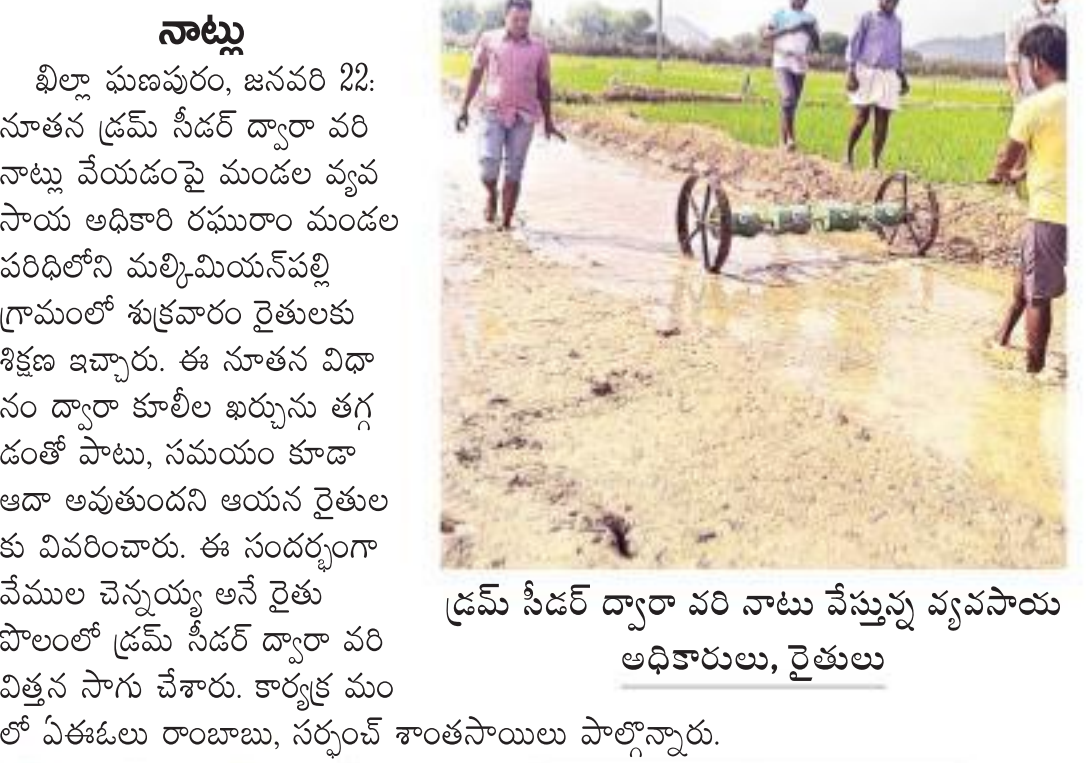 నాట్లు
ఖిల్లా ఘణపురం, జనవరి 22:
నూతన డ్రమ్ సీడర్ ద్వారా వరి
నాట్లు వేయడంపై మండల వ్యవ
సాయ అధికారి రఘురాం మండల
పరిధిలోని మల్కిమియన్‌పల్లి
గ్రామంలో శుక్రవారం రైతులకు
శిక్షణ ఇచ్చారు. ఈ నూతన విధా
నం ద్వారా కూలీల ఖర్చును తగ్గ
డంతో పాటు, సమయం కూడా
ఆదా అవుతుందని ఆయన రైతుల
కు వివరించారు. ఈ సందర్భంగా
వేముల చెన్నయ్య అనే రైతు
పొలంలో డ్రమ్ సీడర్ ద్వారా వరి
విత్తన సాగు చేశారు. కార్యక్ర మం
లో ఏఈఓలు రాంబాబు, సర్పంచ్ శాంతసాయిలు పాల్గొన్నారు.
డ్రమ్ సీడర్ ద్వారా వరి నాటు వేస్తున్న వ్యవసాయ
అధికారులు, రైతులు